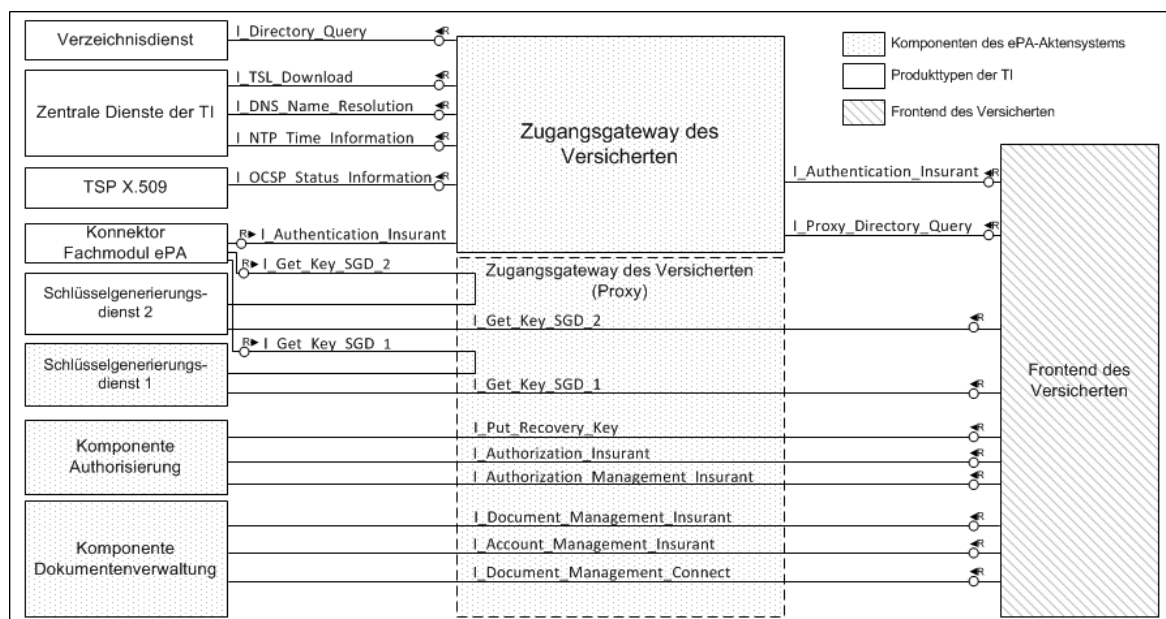 Verzeichnisdienst
I_Directory_Query
R
Zentrale Dienste der TI
I_TSL_Download
R
I_DNS_Name_Resolution
R
I_NTP_Time_Information
R
TSP X.509
I_OCSP_Status_Information
R
Konnektor
Fachmodul ePA
R
I_Authentication_Insurant
R
I_Get_Key_SGD_2
Schlüsselgenerierungs-
dienst 2
R
I_Get_Key_SGD_1
Schlüsselgenerierungs-
dienst 1
Komponente
Authorisierung
Komponente
Dokumentenverwaltung
Zugangsgateway des
Versicherten
Zugangsgateway des Versicherten
(Proxy)
I_Get_Key_SGD_2
R
I_Get_Key_SGD_1
R
I_Put_Recovery_Key
R
I_Authorization_Insurant
R
I_Authorization_Management_Insurant
R
I_Document_Management_Insurant
R
I_Account_Management_Insurant
R
I_Document_Management_Connect
R
I_Authentication_Insurant
R
I_Proxy_Directory_Query
R
Komponenten des ePA-Aktensystems
Produkttypen der TI
Frontend des Versicherten
Frontend des
Versicherten